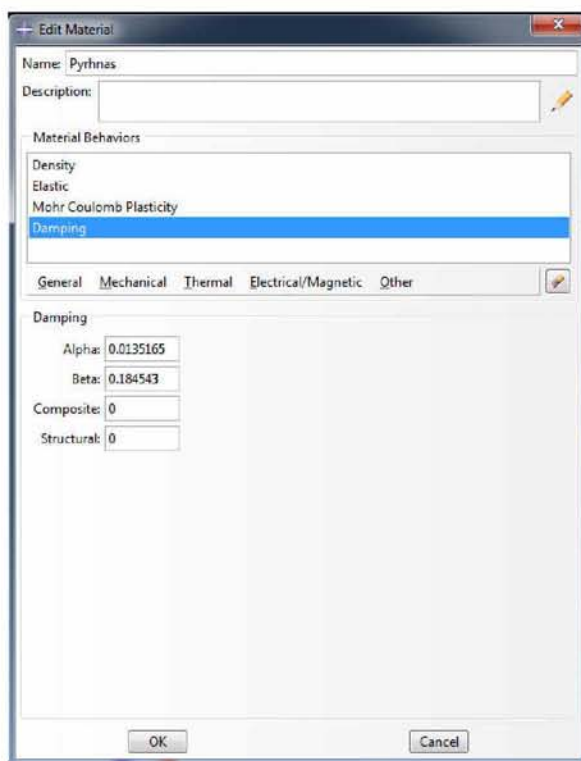 Edit Material
Name: Pyrhnas
Description:
Material Behaviors
Density
Elastic
Mohr Coulomb Plasticity
Damping
General Mechanical Thermal Electrical/Magnetic Other
Damping
Alpha: 0.0135165
Beta: 0.184543
Composite: 0
Structural: 0
OK Cancel